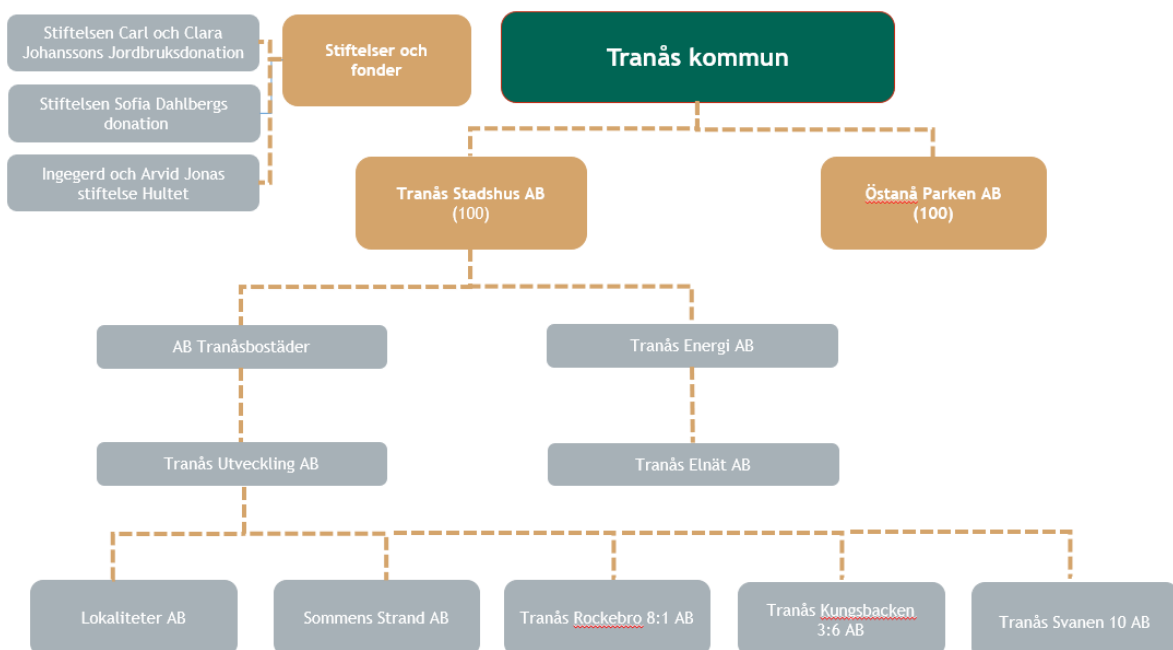 Stiftelsen Carl och Clara
Johanssons Jordbruksdonation
Stiftelser och
fonder
Tranås kommun
Stiftelsen Sofia Dahlbergs
donation
Ingegerd och Arvid Jonas
stiftelse Hultet
Tranås Stadshus AB
(100)
Östanå Parken AB
(100)
AB Tranåsbostäder
Tranås Energi AB
Tranås Utveckling AB
Tranås Elnät AB
Lokaliteter AB
Sommens Strand AB
Tranås Rockebro 8:1 AB
Tranås Kungsbacken
3:6 AB
Tranås Svanen 10 AB